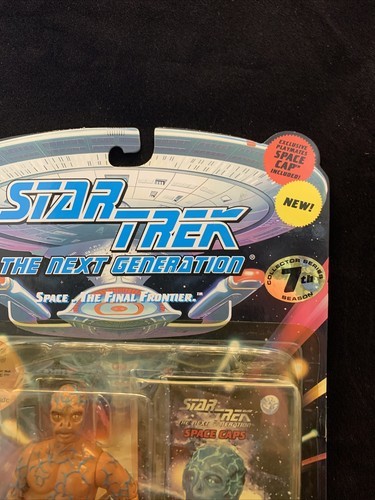 EXCLUSIVE
PLAYMATES
SPACE
CAP
INCLUDED!
NEW!
STAR
TREK
THE NEXT GENERATION®
SPACE...THE FINAL FRONTIER.™
COLLECTOR SERIES
7th
SEASON
STAR
TREK
THE NEXT GENERATION
SPACE CAPS